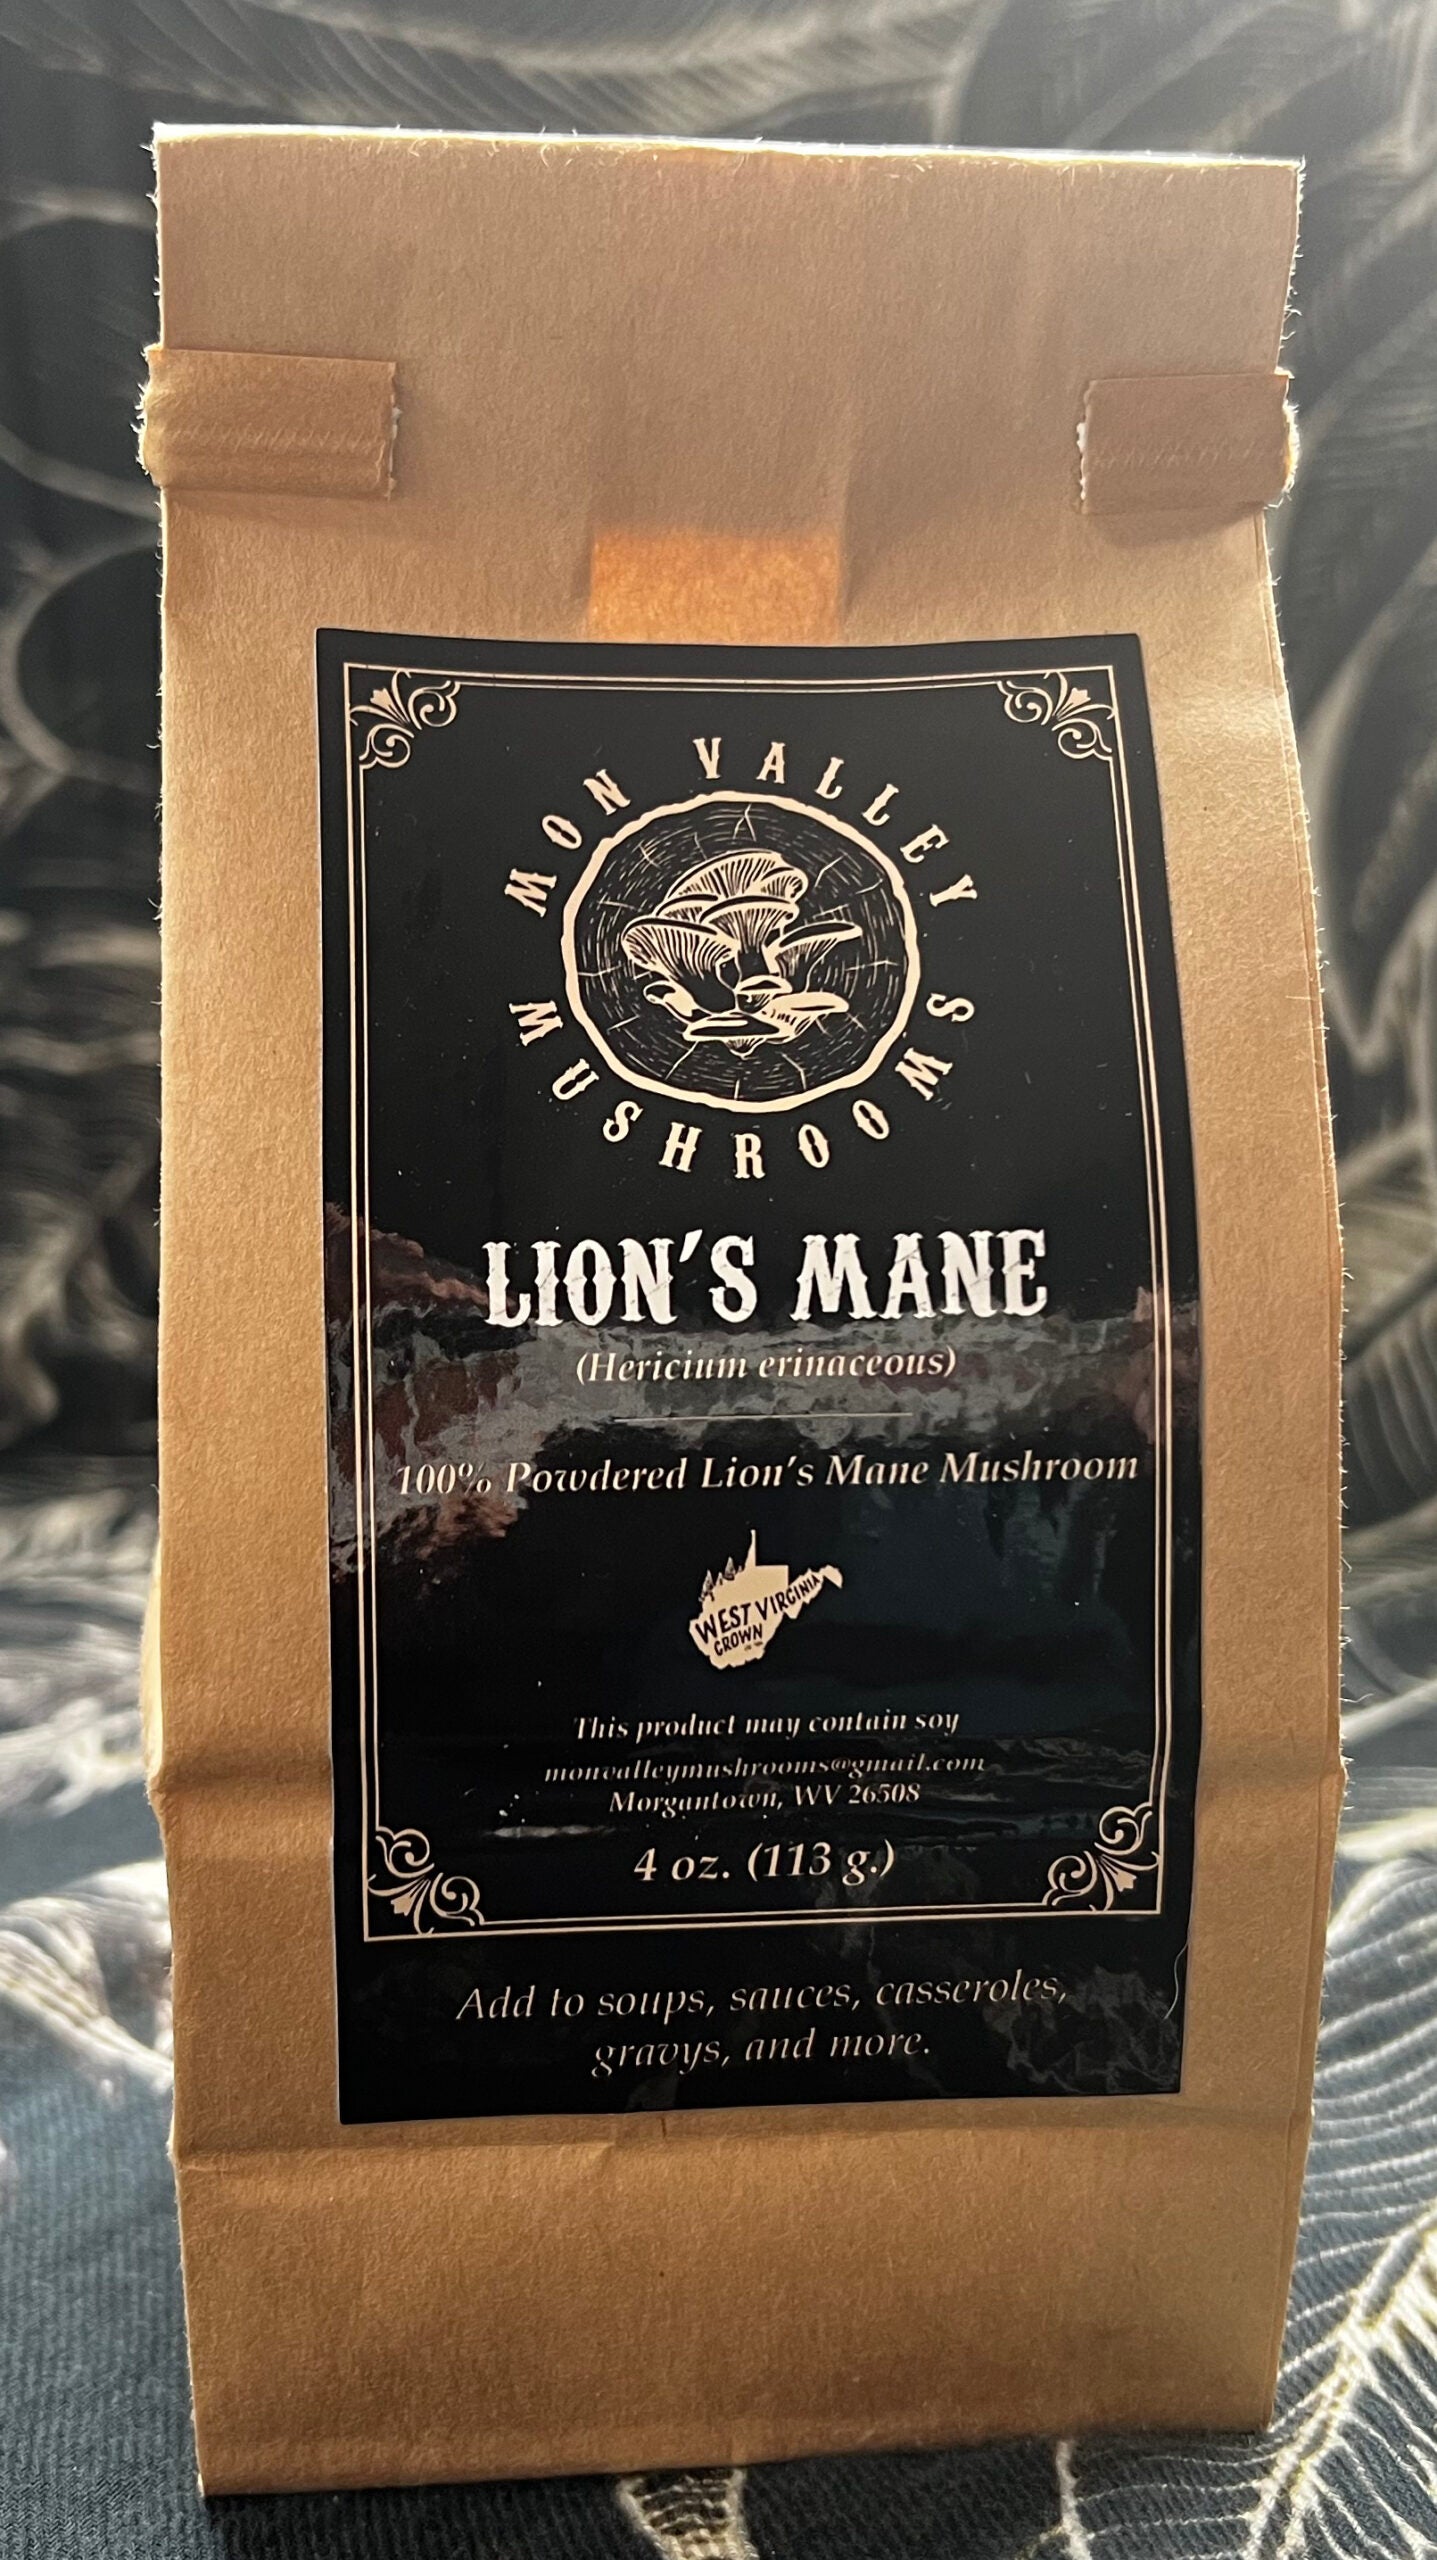 MON VALLEY
MUSHROOMS
LION'S MANE
(Hericium erinaceous)
100% Powdered Lion's Mane Mushroom
WEST VIRGINIA
GROWN
This product may contain soy
monvalleymushrooms@gmail.com
Morgantown, WV 26508
4 oz. (113 g.)
Add to soups, sauces, casseroles,
gravys, and more.